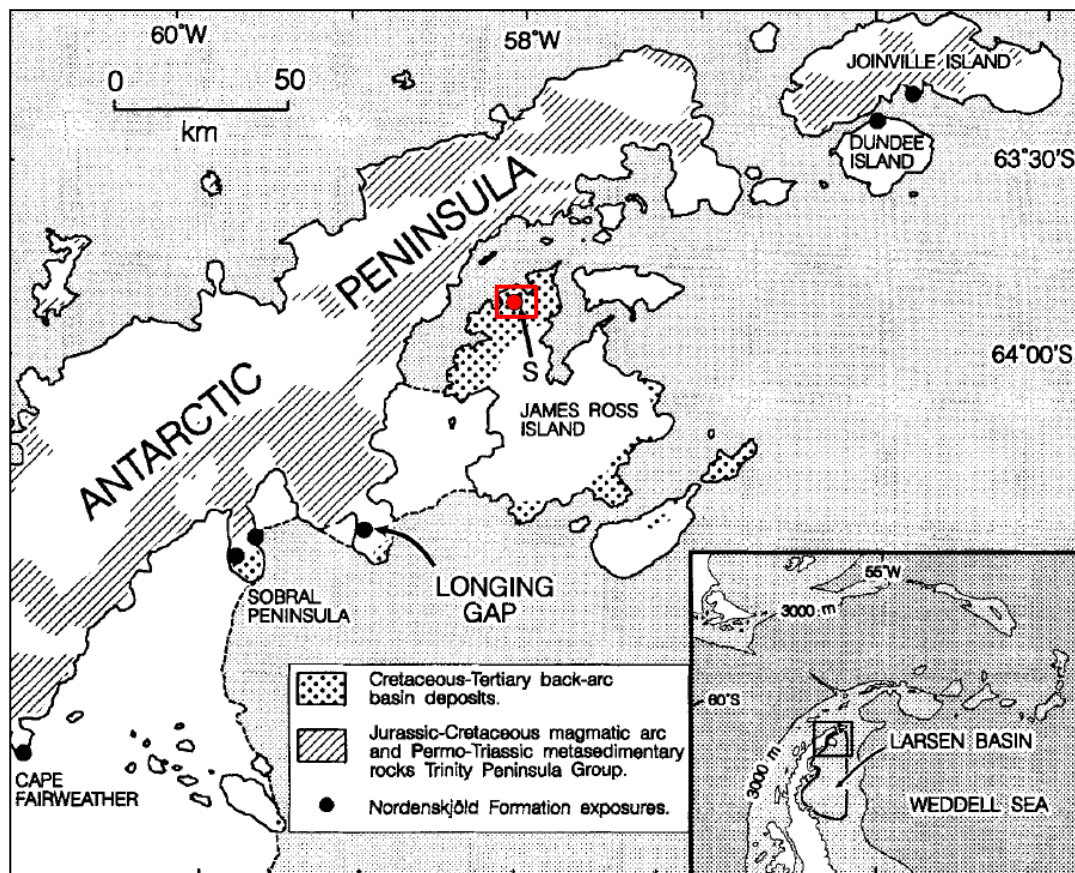 60°W
58°W
0 50
km
JOINVILLE ISLAND
DUNDEE
ISLAND
63°30'S
ANTARCTIC PENINSULA
64°00'S
S
JAMES ROSS
ISLAND
LONGING
GAP
SOBRAL
PENINSULA
CAPE
FAIRWEATHER
Cretaceous-Tertiary back-arc
basin deposits.
Jurassic-Cretaceous magmatic arc
and Permo-Triassic metasedimentary
rocks Trinity Peninsula Group.
Nordenskjöld Formation exposures.
55°W
3000 m
60°S
LARSEN BASIN
3000 m
WEDDELL SEA